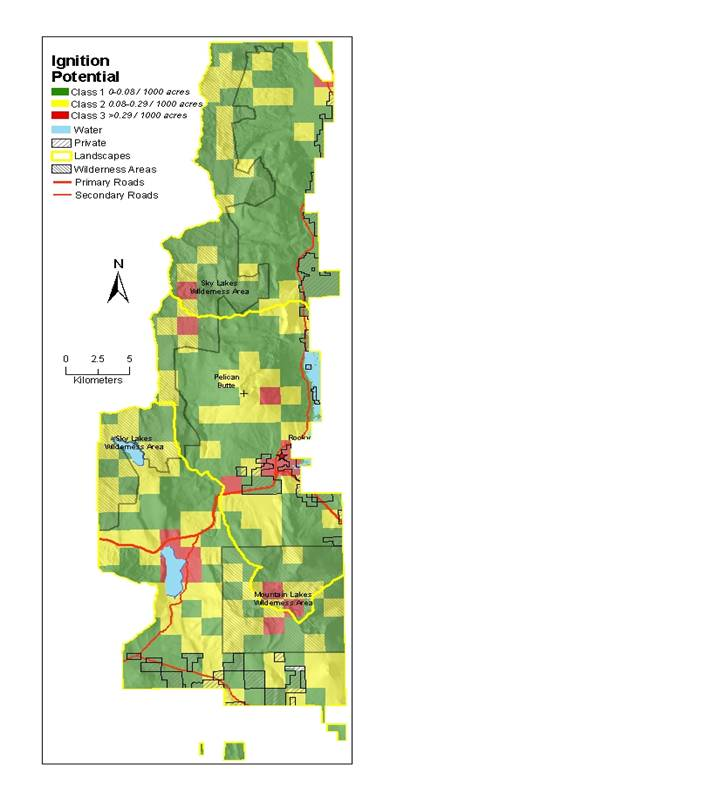 Ignition
Potential
Class 1 0-0.08 / 1000 acres
Class 2 0.08-0.29 / 1000 acres
Class 3 >0.29 / 1000 acres
Water
Private
Landscapes
Wilderness Areas
Primary Roads
Secondary Roads
N
0 2.5 5
Kilometers
Sky Lakes
Wilderness Area
Pelican
Butte
Sky Lakes
Wilderness Area
Mountain Lakes
Wilderness Area